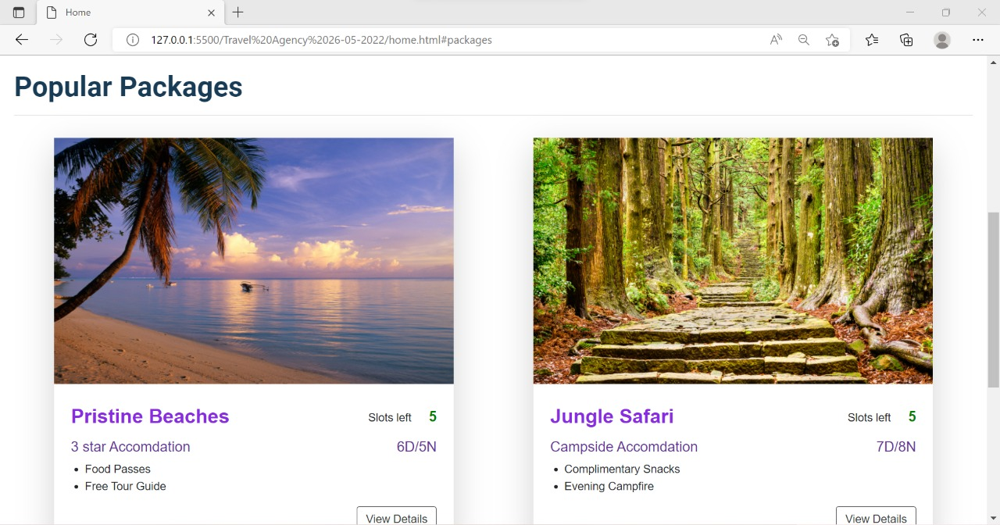 Home
127.0.0.1:5500/Travel%20Agency%2026-05-2022/home.html#packages
Popular Packages
Pristine Beaches
Slots left 5
3 star Accomdation
6D/5N
• Food Passes
• Free Tour Guide
View Details
Jungle Safari
Slots left 5
Campside Accomdation
7D/8N
• Complimentary Snacks
• Evening Campfire
View Details